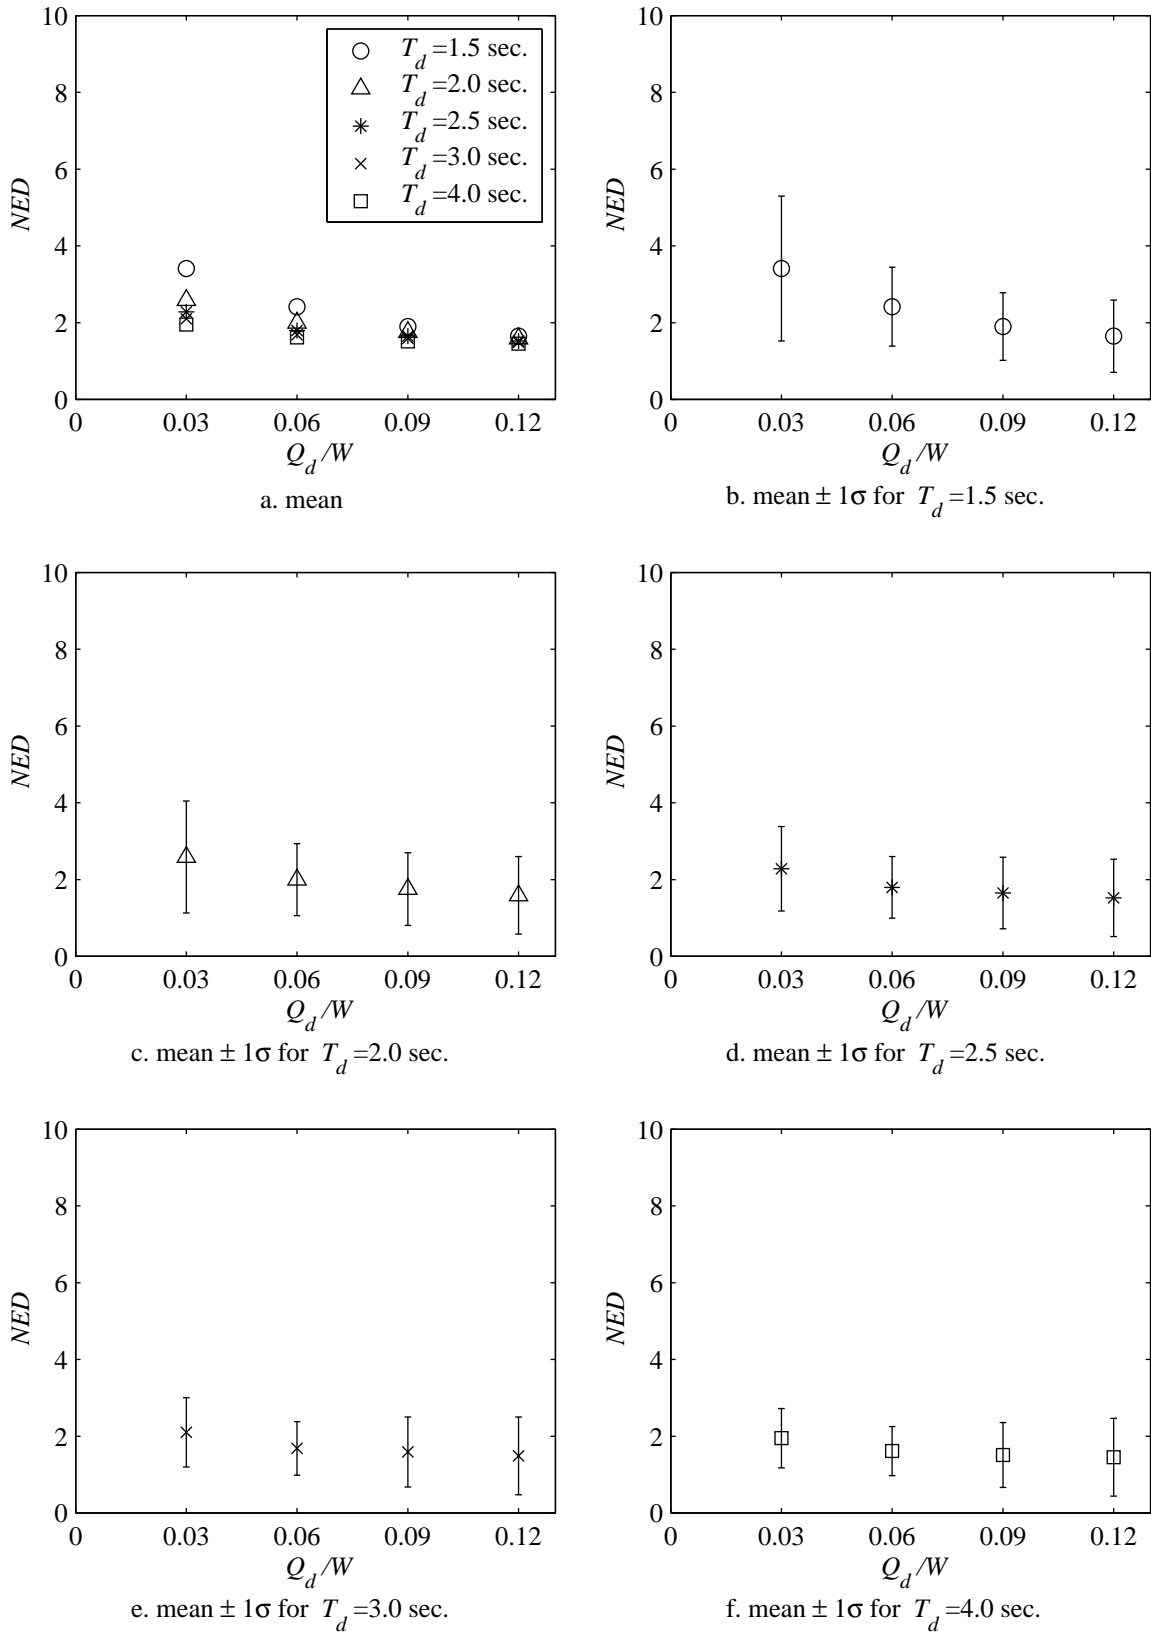 10
8
6
4
2
0
NED
T_d =1.5 sec.
T_d =2.0 sec.
T_d =2.5 sec.
T_d =3.0 sec.
T_d =4.0 sec.
0 0.03 0.06 0.09 0.12
Q_d /W
a. mean
10
8
6
4
2
0
NED
0 0.03 0.06 0.09 0.12
Q_d /W
b. mean ± 1σ for T_d =1.5 sec.
10
8
6
4
2
0
NED
0 0.03 0.06 0.09 0.12
Q_d /W
c. mean ± 1σ for T_d =2.0 sec.
10
8
6
4
2
0
NED
0 0.03 0.06 0.09 0.12
Q_d /W
d. mean ± 1σ for T_d =2.5 sec.
10
8
6
4
2
0
NED
0 0.03 0.06 0.09 0.12
Q_d /W
e. mean ± 1σ for T_d =3.0 sec.
10
8
6
4
2
0
NED
0 0.03 0.06 0.09 0.12
Q_d /W
f. mean ± 1σ for T_d =4.0 sec.